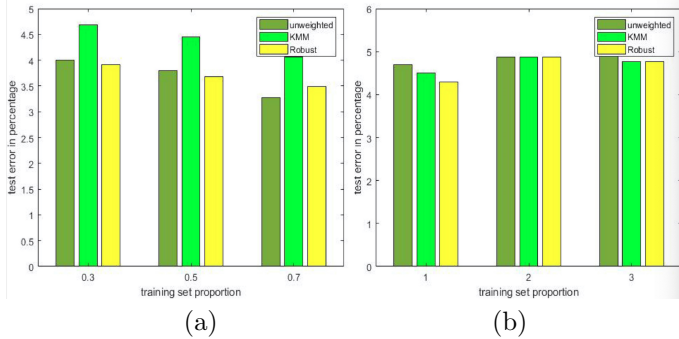 5
4.5
4
3.5
3
2.5
2
1.5
1
0.5
0
test error in percentage
unweighted
KMM
Robust
0.3 0.5 0.7
training set proportion
(a)
6
5
4
3
2
1
0
test error in percentage
unweighted
KMM
Robust
1 2 3
training set proportion
(b)